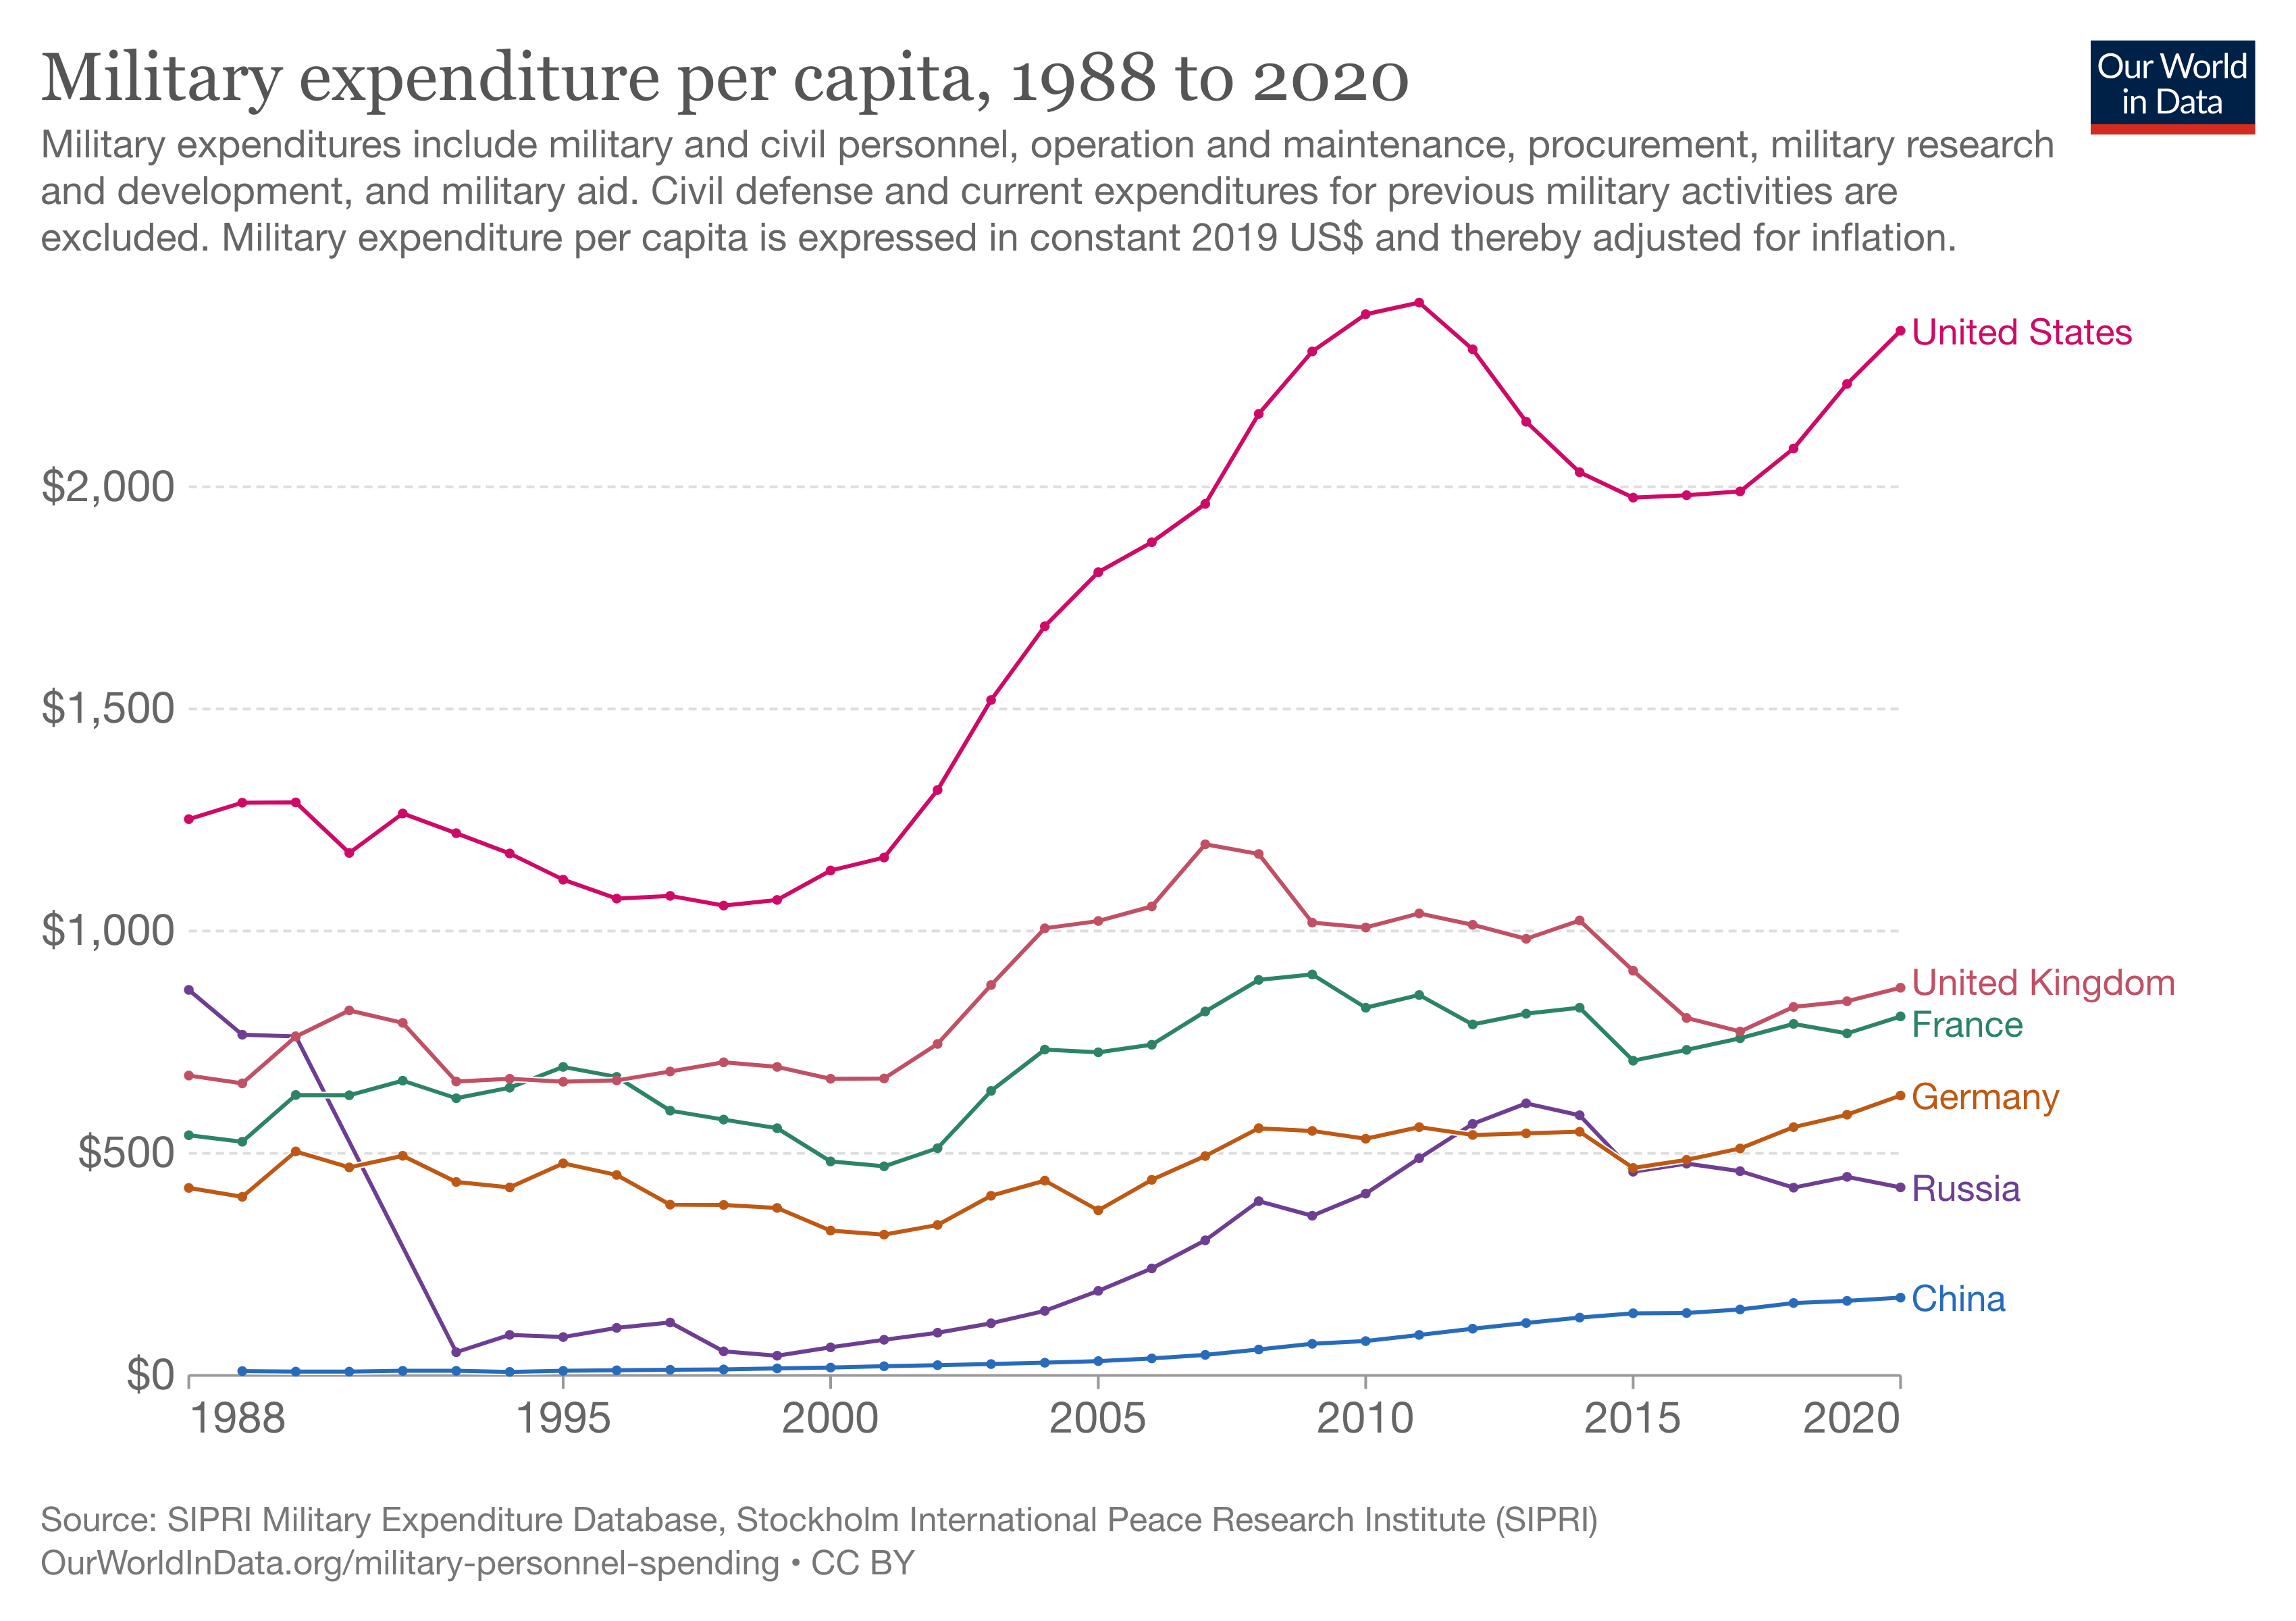 Military expenditure per capita, 1988 to 2020
Our World
in Data
Military expenditures include military and civil personnel, operation and maintenance, procurement, military research
and development, and military aid. Civil defense and current expenditures for previous military activities are
excluded. Military expenditure per capita is expressed in constant 2019 US$ and thereby adjusted for inflation.
United States
$2,000
$1,500
$1,000
United Kingdom
France
Germany
$500
Russia
China
$0
1988 1995 2000 2005 2010 2015 2020
Source: SIPRI Military Expenditure Database, Stockholm International Peace Research Institute (SIPRI)
OurWorldInData.org/military-personnel-spending • CC BY